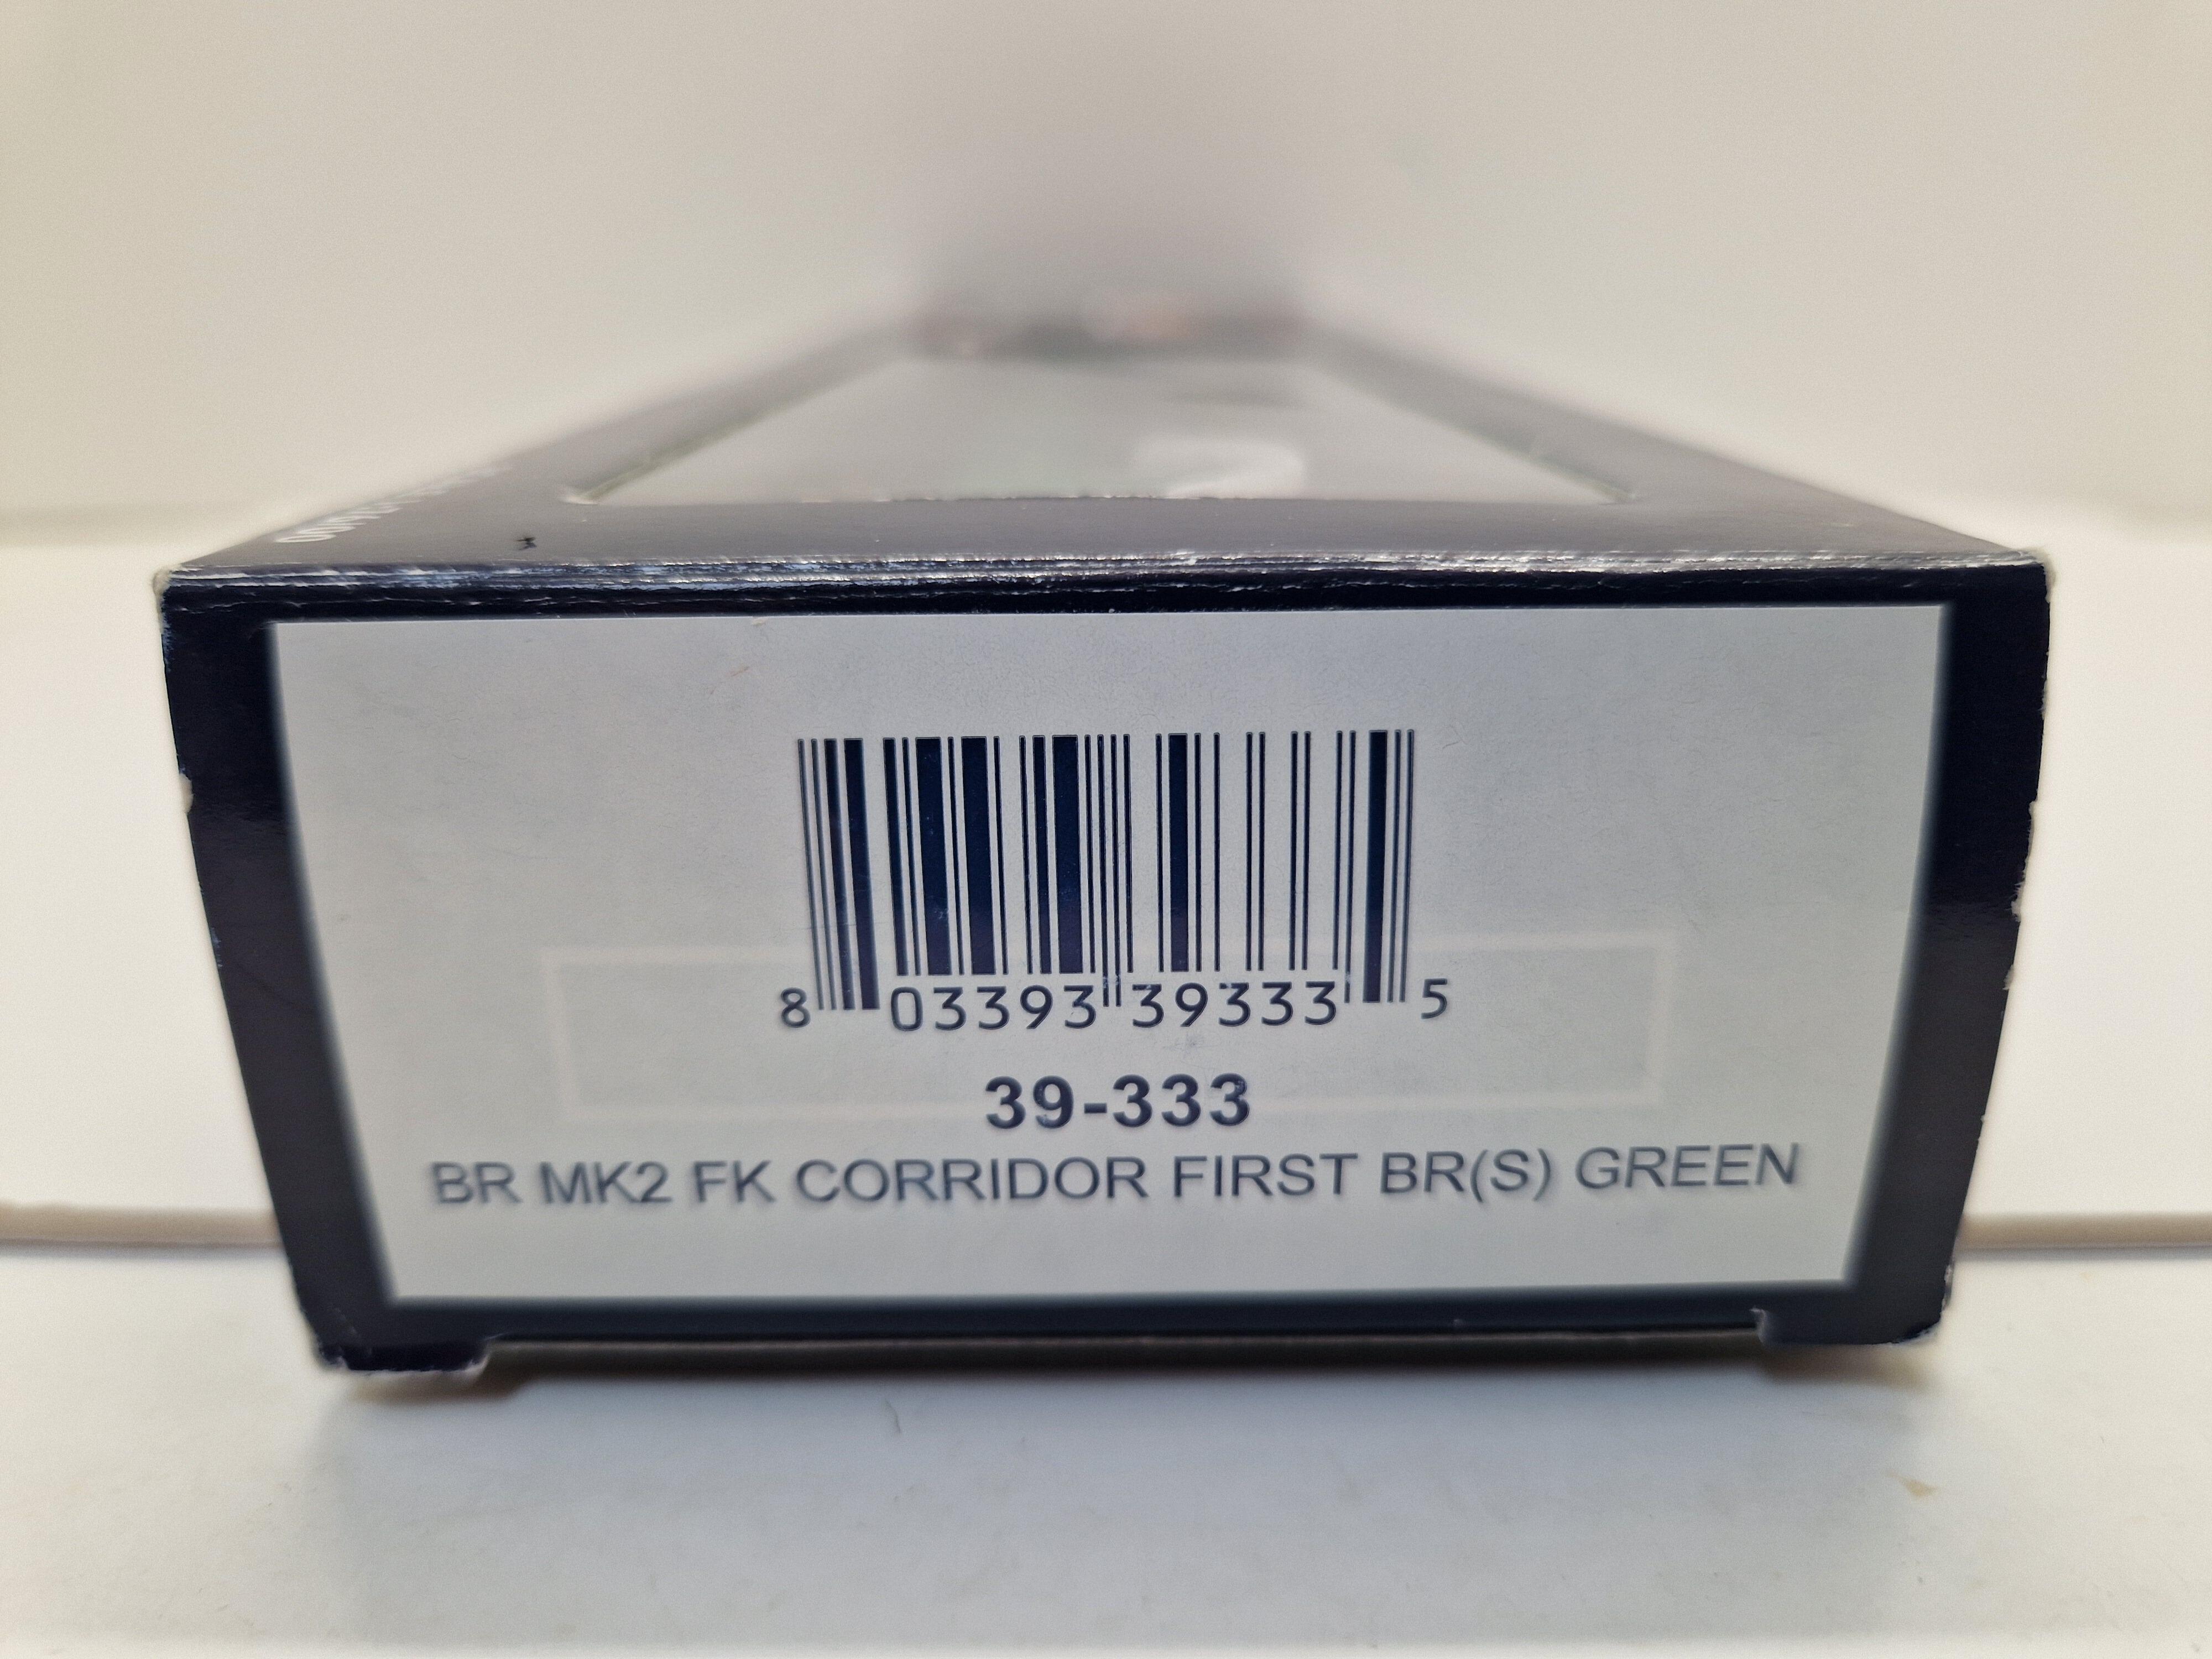 8 03393 39333 5
39-333
BR MK2 FK CORRIDOR FIRST BR(S) GREEN